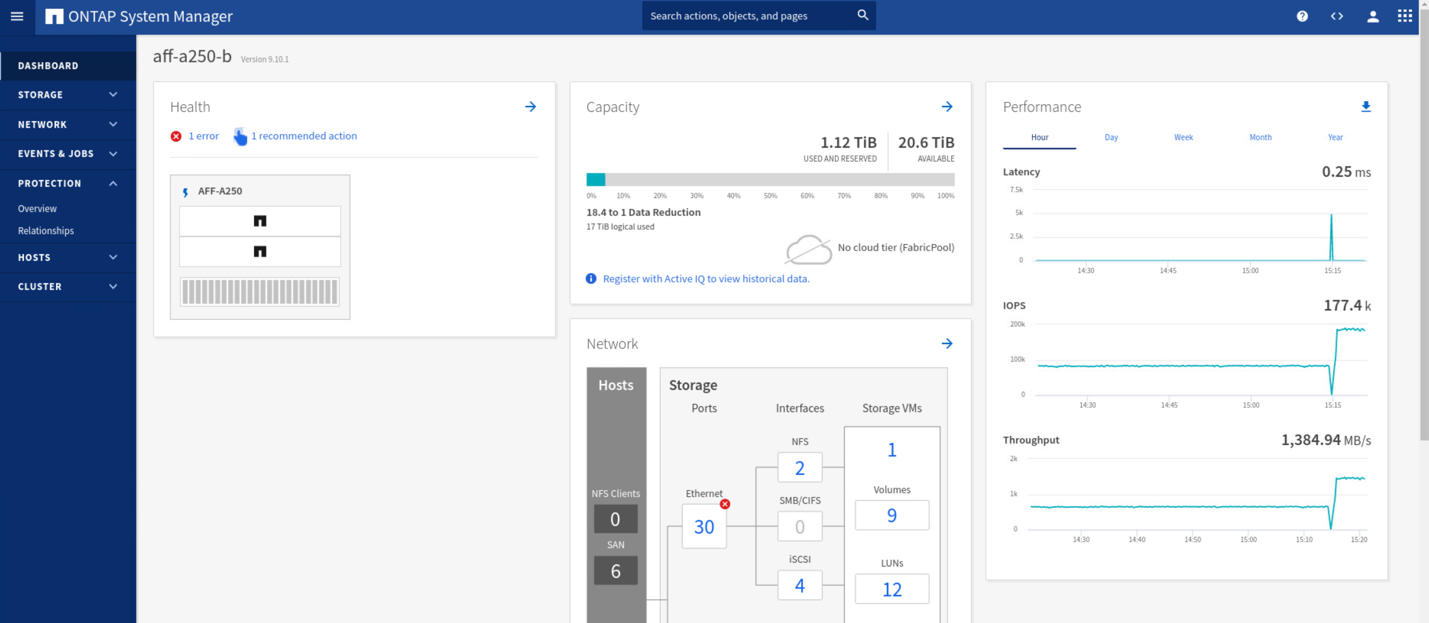 ONTAP System Manager
Search actions, objects, and pages
DASHBOARD
STORAGE
NETWORK
EVENTS & JOBS
PROTECTION
Overview
Relationships
HOSTS
CLUSTER
aff-a250-b Version 9.10.1
Health
1 error 1 recommended action
AFF-A250
Capacity
1.12 TiB 20.6 TiB
USED AND RESERVED AVAILABLE
0% 10% 20% 30% 40% 50% 60% 70% 80% 90% 100%
18.4 to 1 Data Reduction
17 TiB logical used
No cloud tier (FabricPool)
Register with Active IQ to view historical data.
Network
Hosts
NFS Clients
0
SAN
6
Storage
Ports Interfaces Storage VMs
Ethernet
30
NFS
2
SMB/CIFS
0
iSCSI
4
1
Volumes
9
LUNs
12
Performance
Hour Day Week Month Year
Latency 0.25 ms
7.5k
5k
2.5k
0
14:30 14:45 15:00 15:15
IOPS 177.4 k
200k
100k
0
14:30 14:45 15:00 15:15
Throughput 1,384.94 MB/s
2k
1k
0
14:30 14:40 14:50 15:00 15:10 15:20